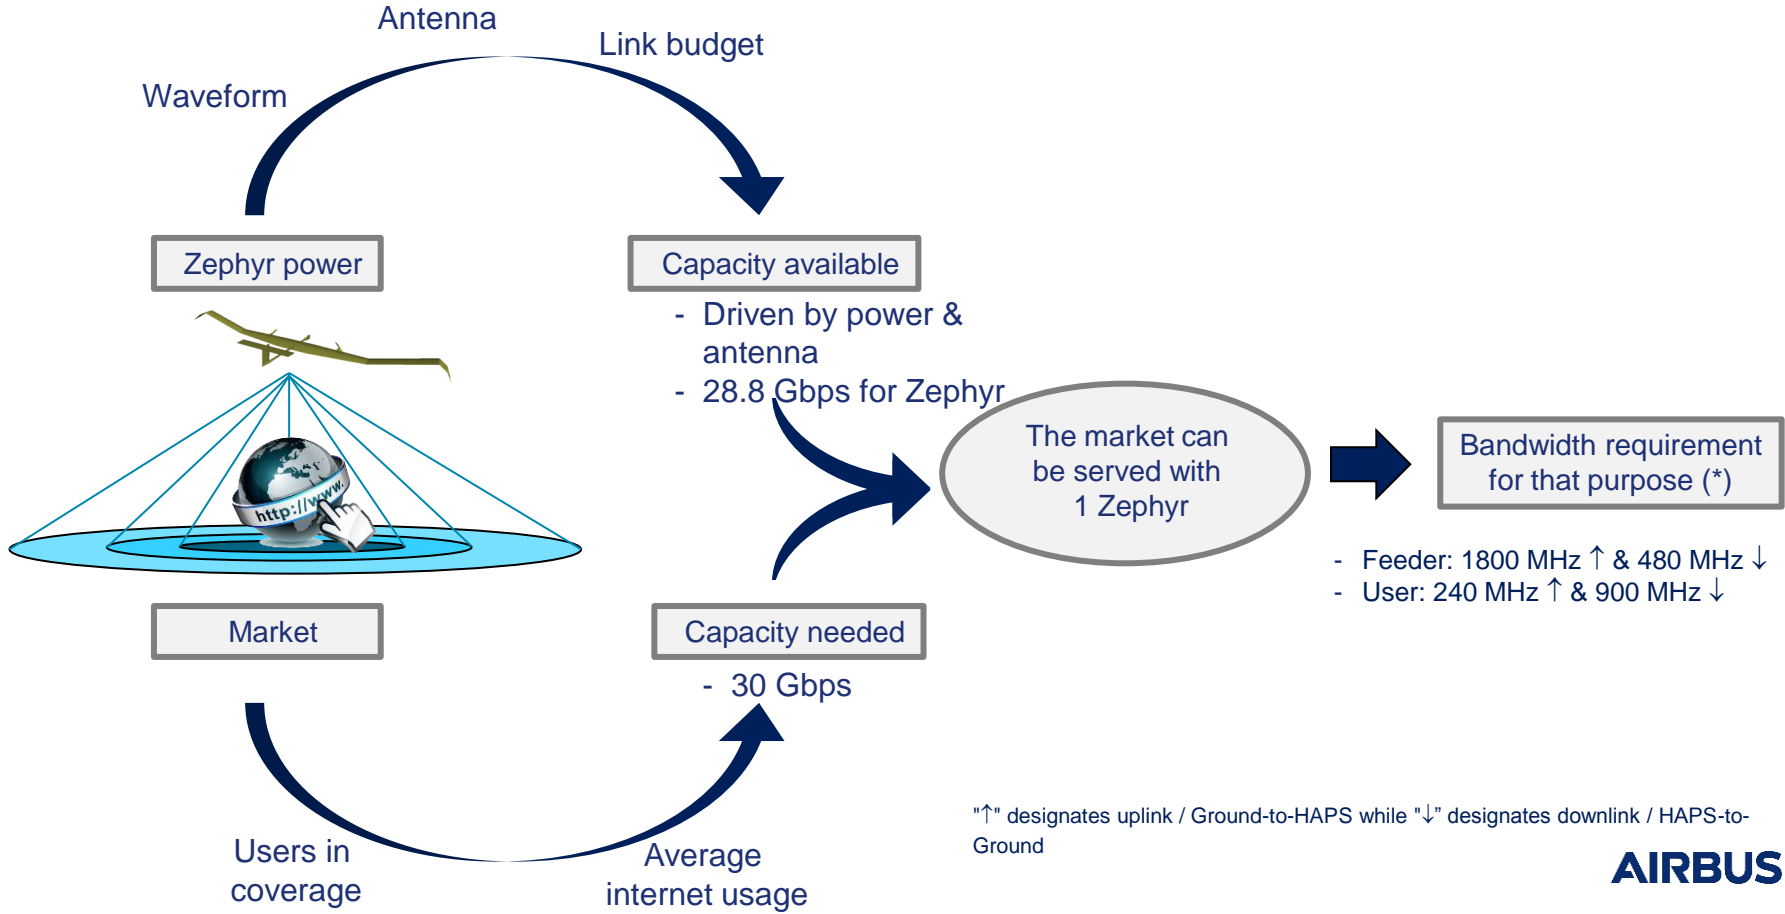 Antenna
Link budget
Waveform
Zephyr power
Capacity available
- Driven by power &
antenna
- 28.8 Gbps for Zephyr
The market can
be served with
1 Zephyr
Bandwidth requirement
for that purpose (*)
- Feeder: 1800 MHz ↑ & 480 MHz ↓
- User: 240 MHz ↑ & 900 MHz ↓
http://www.
Market
Capacity needed
- 30 Gbps
Users in
coverage
Average
internet usage
"↑" designates uplink / Ground-to-HAPS while "↓” designates downlink / HAPS-to-
Ground
AIRBUS